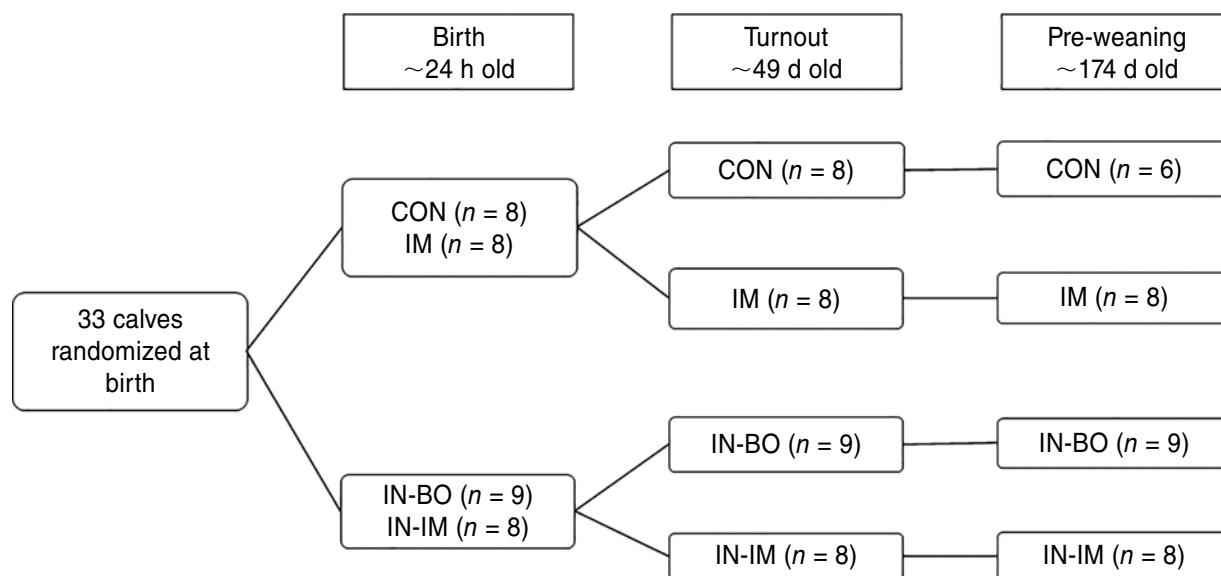 Birth
~24 h old
Turnout
~49 d old
Pre-weaning
~174 d old
33 calves
randomized at
birth
CON (n = 8)
IM (n = 8)
IN-BO (n = 9)
IN-IM (n = 8)
CON (n = 8)
IM (n = 8)
IN-BO (n = 9)
IN-IM (n = 8)
CON (n = 6)
IM (n = 8)
IN-BO (n = 9)
IN-IM (n = 8)